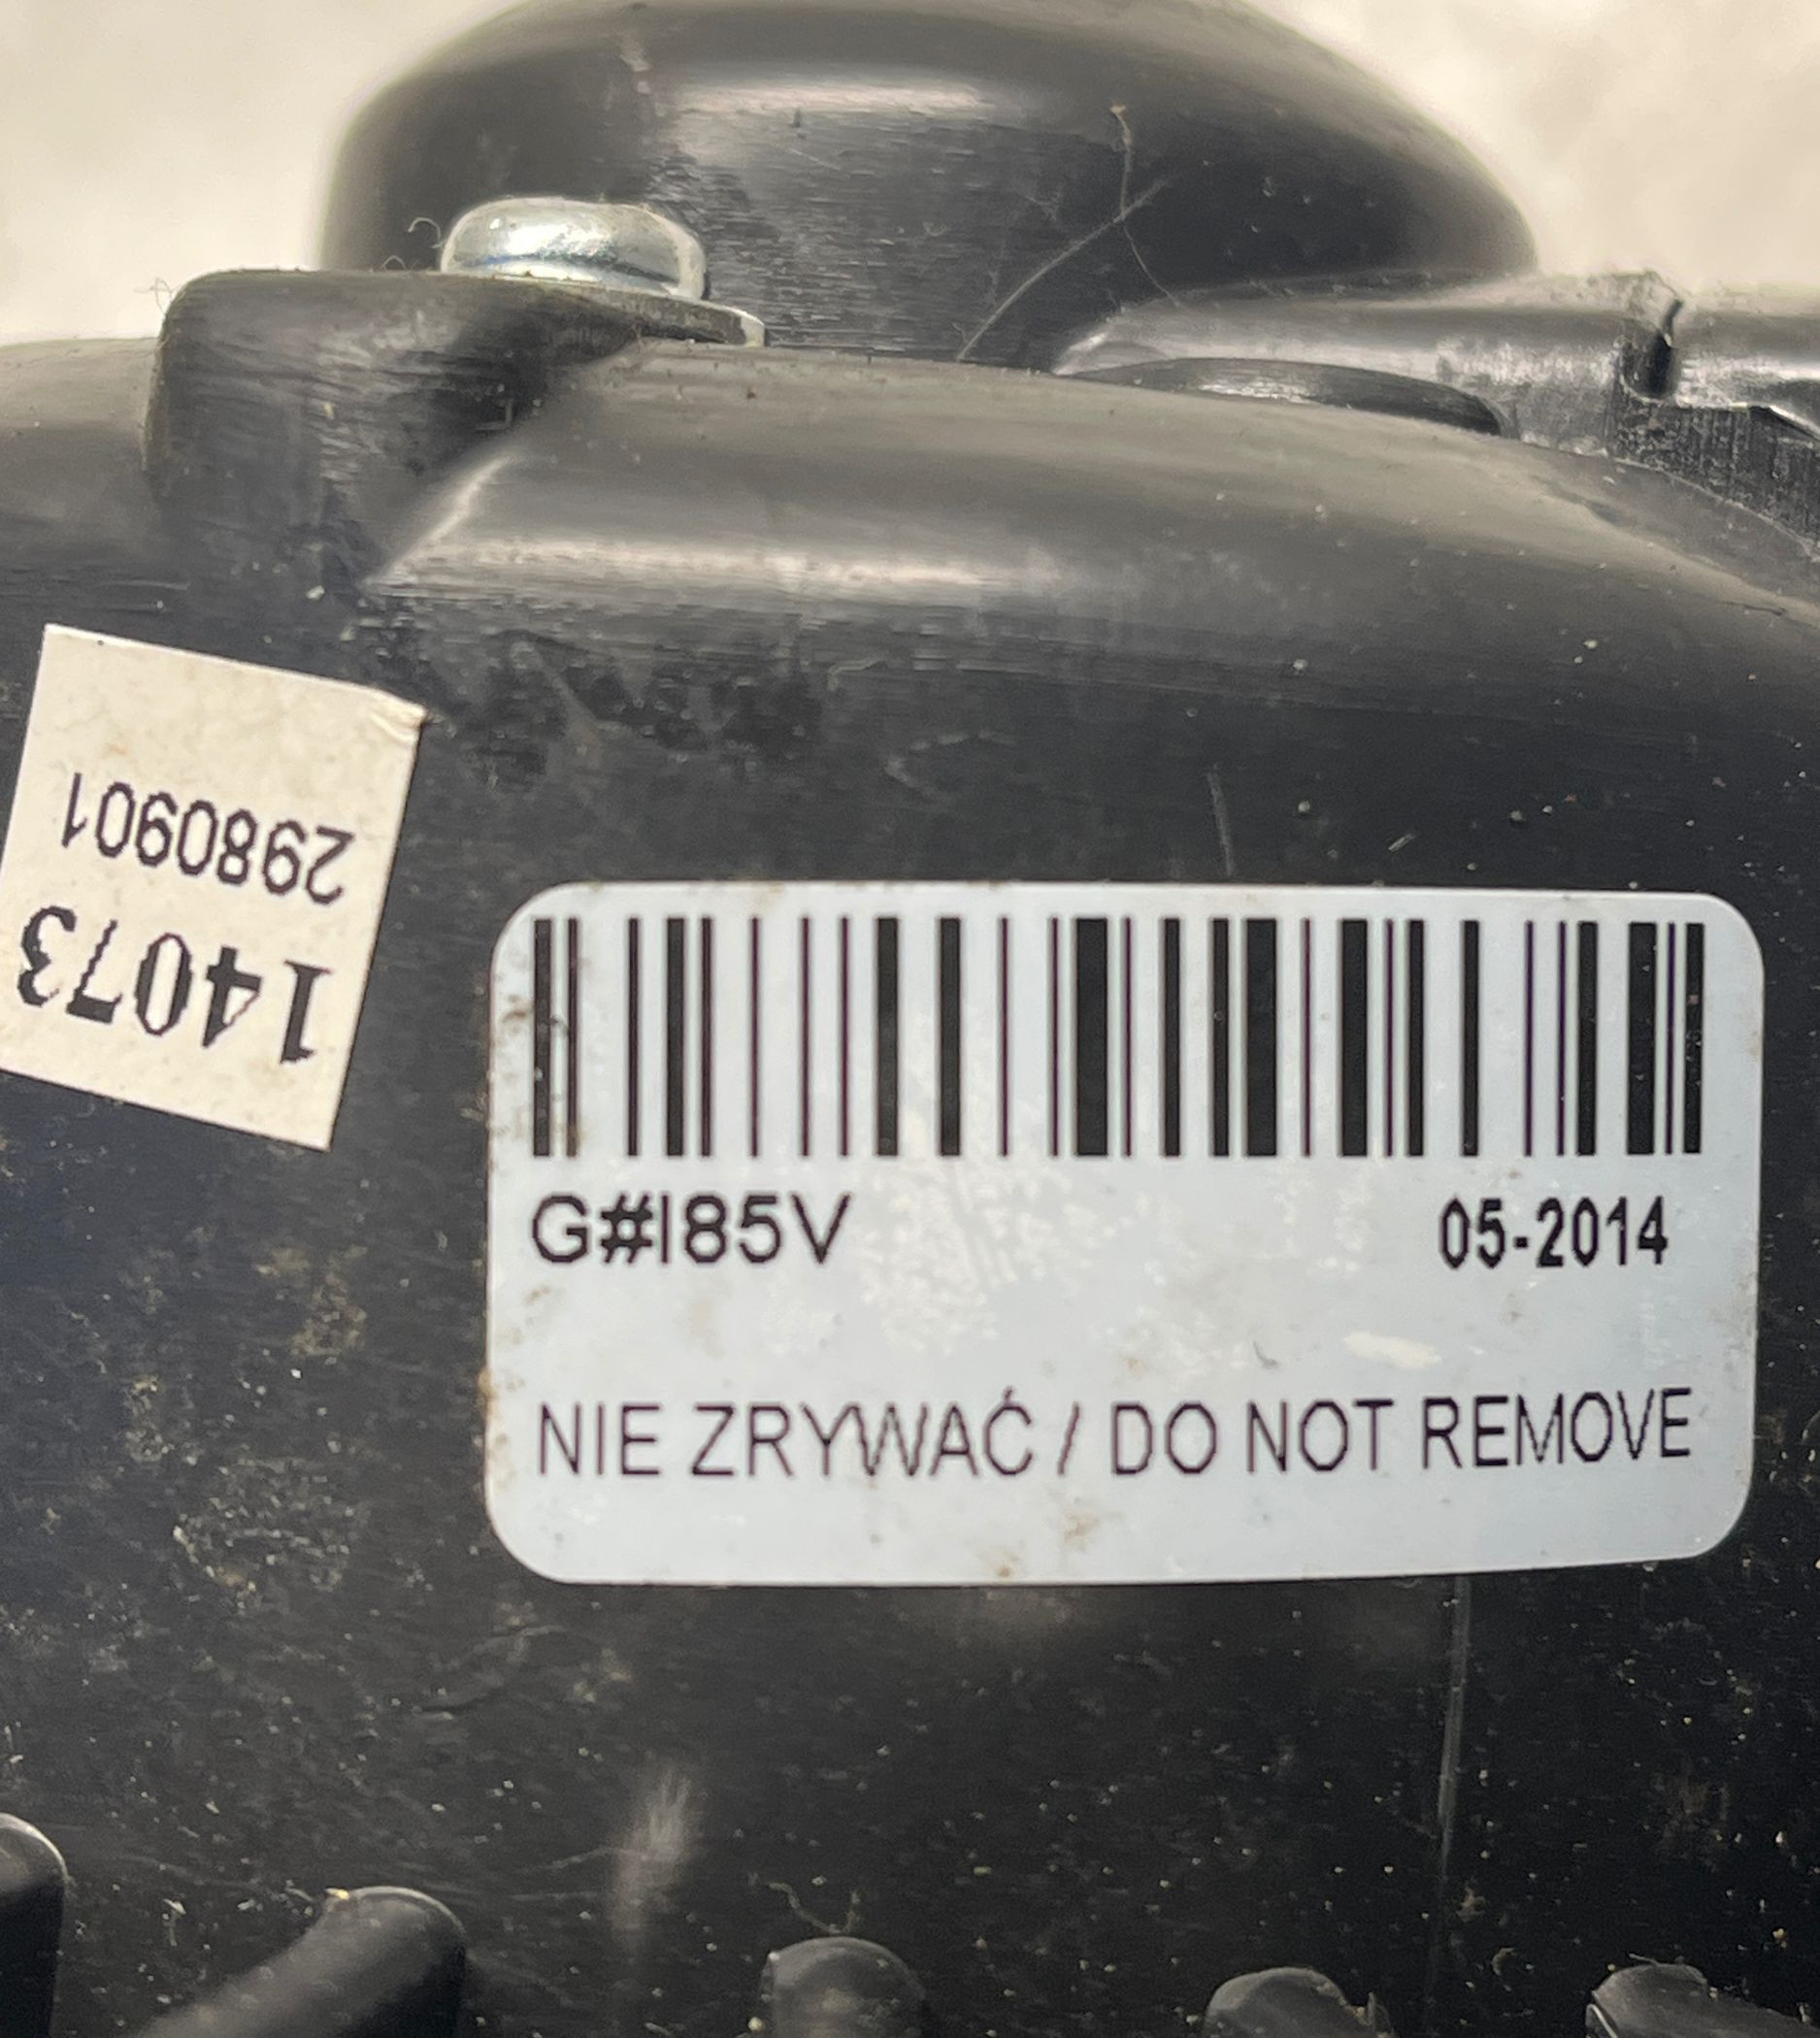 14073
2980901
G#I85V 05-2014
NIE ZRYWAĆ / DO NOT REMOVE